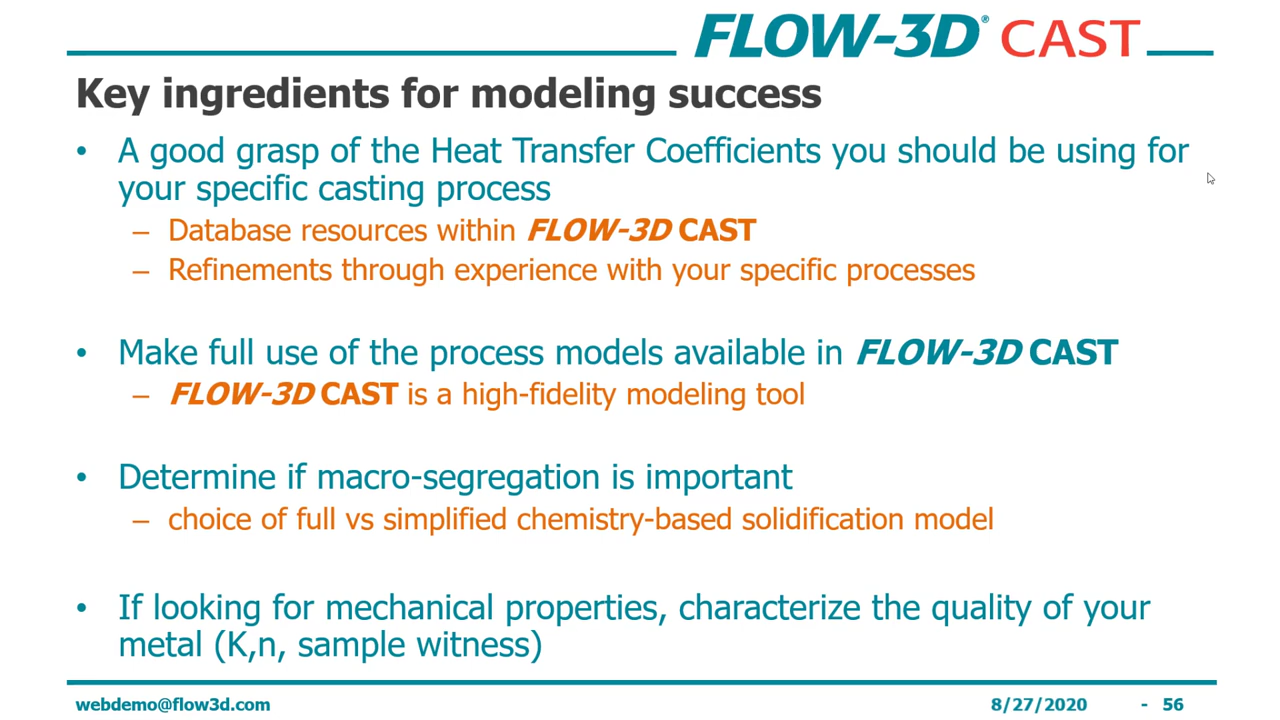 FLOW-3D® CAST
Key ingredients for modeling success
• A good grasp of the Heat Transfer Coefficients you should be using for
your specific casting process
– Database resources within FLOW-3D CAST
– Refinements through experience with your specific processes
• Make full use of the process models available in FLOW-3D CAST
– FLOW-3D CAST is a high-fidelity modeling tool
• Determine if macro-segregation is important
– choice of full vs simplified chemistry-based solidification model
• If looking for mechanical properties, characterize the quality of your
metal (K,n, sample witness)
webdemo@flow3d.com 8/27/2020 - 56